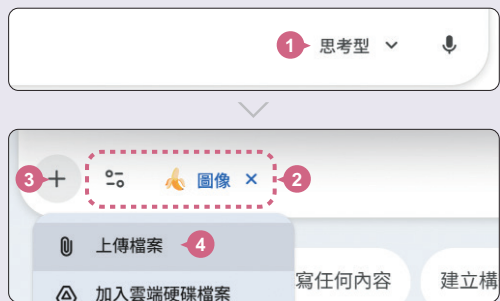 1 思考型
3 圖像 2
上傳檔案 4
加入雲端硬碟檔案
寫任何內容
建立構